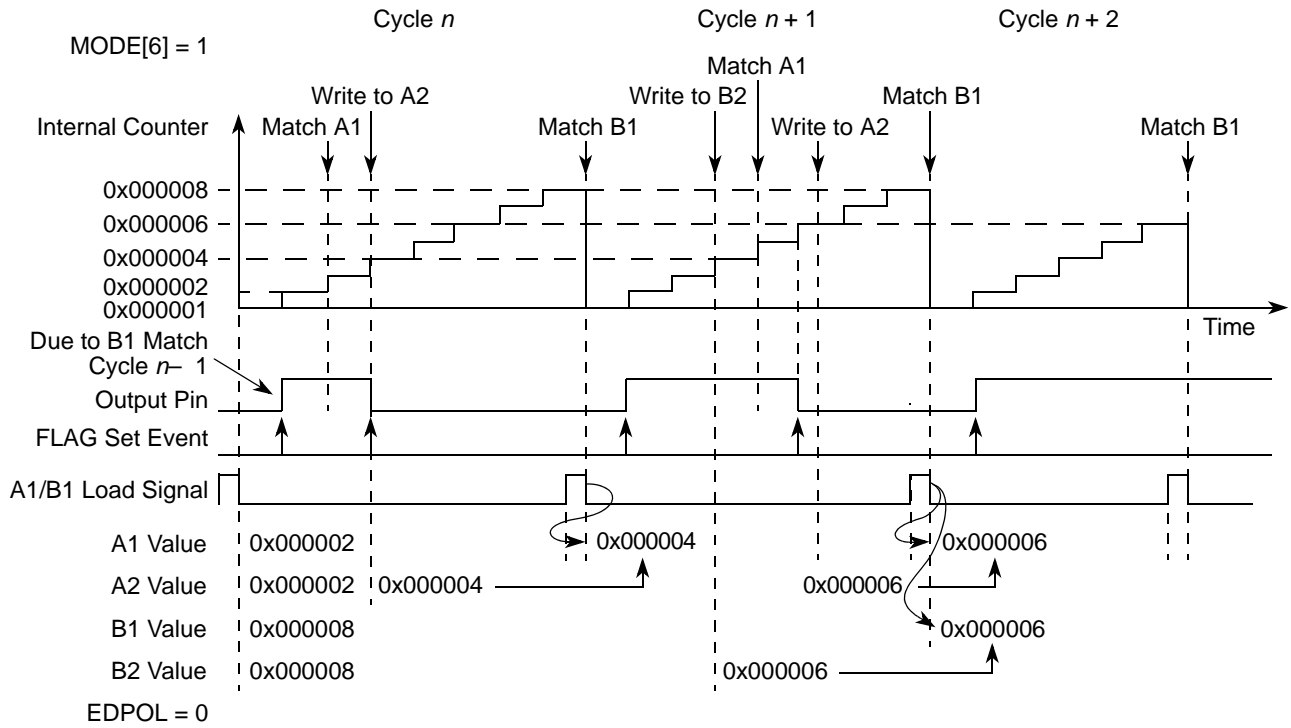 Cycle n Cycle n + 1 Cycle n + 2
MODE[6] = 1
Match A1
Write to A2 Write to B2 Match B1
Internal Counter Match A1 Match B1 Write to A2 Match B1
0x000008
0x000006
0x000004
0x000002
0x000001
Time
Due to B1 Match
Cycle n– 1
Output Pin
FLAG Set Event
A1/B1 Load Signal
A1 Value 0x000002 0x000004 0x000006
A2 Value 0x000002 0x000004 0x000006
B1 Value 0x000008 0x000006
B2 Value 0x000008 0x000006
EDPOL = 0